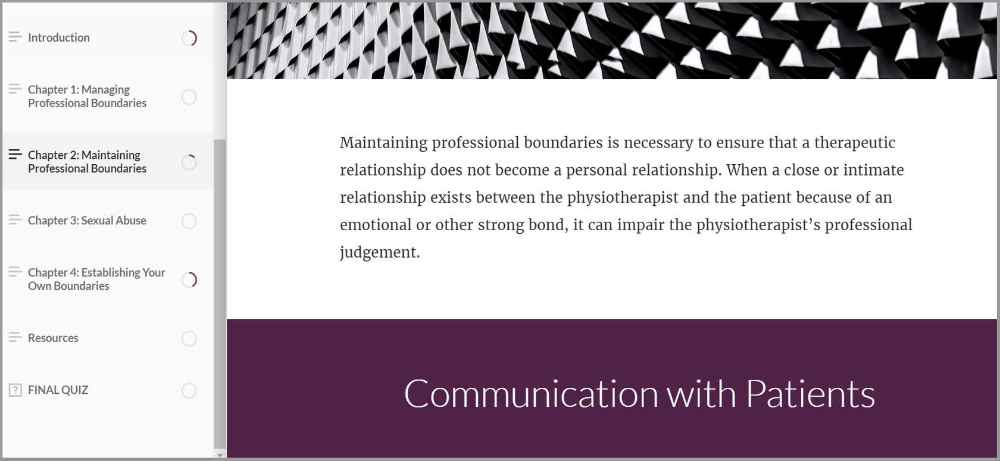 Introduction
Chapter 1: Managing
Professional Boundaries
Chapter 2: Maintaining
Professional Boundaries
Chapter 3: Sexual Abuse
Chapter 4: Establishing Your
Own Boundaries
Resources
FINAL QUIZ
Maintaining professional boundaries is necessary to ensure that a therapeutic
relationship does not become a personal relationship. When a close or intimate
relationship exists between the physiotherapist and the patient because of an
emotional or other strong bond, it can impair the physiotherapist’s professional
judgement.
Communication with Patients